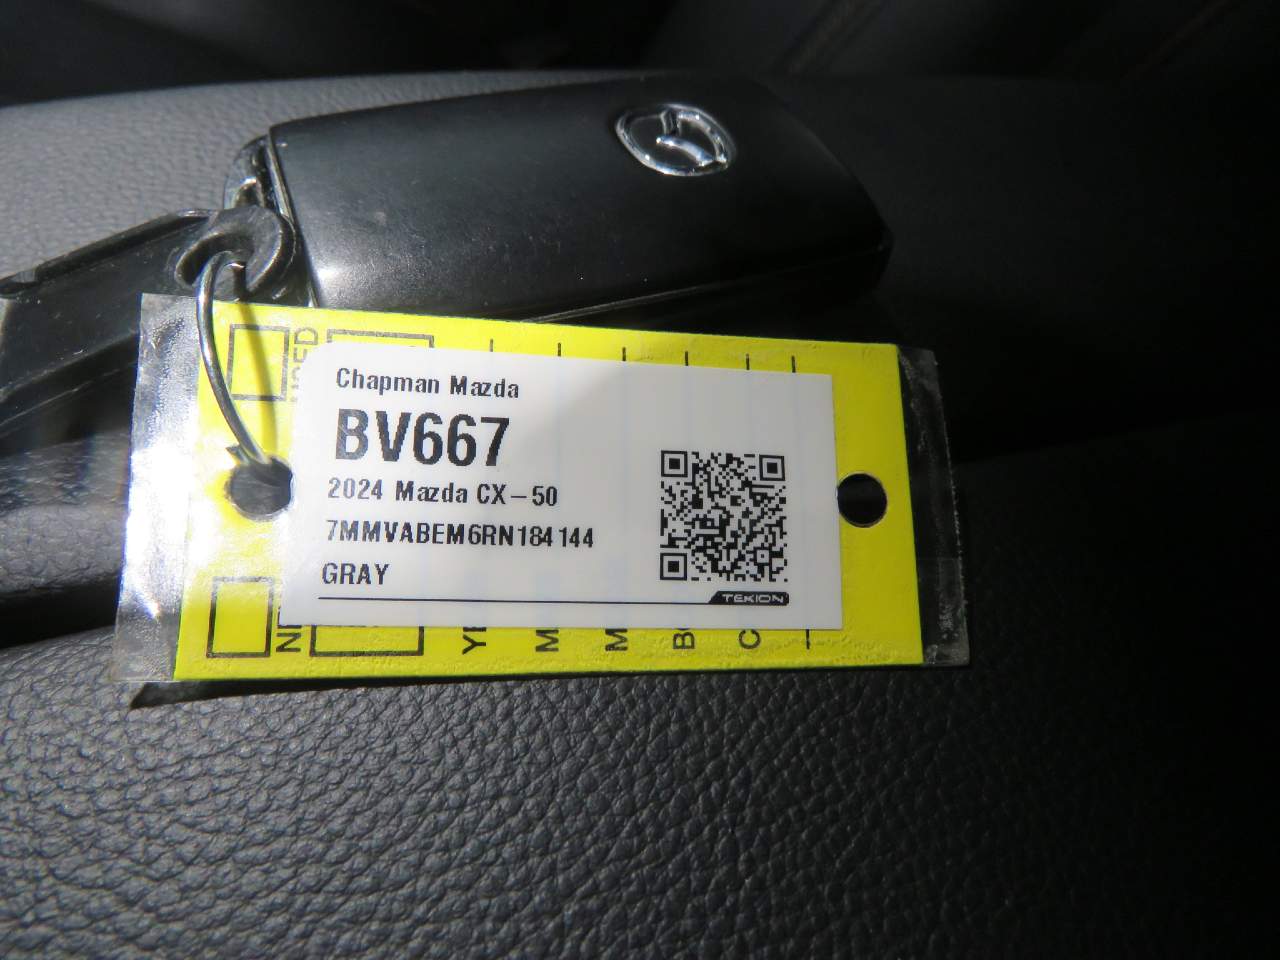 Chapman Mazda
BV667
2024 Mazda CX-50
7MMVABEM6RN184144
GRAY
TEKION